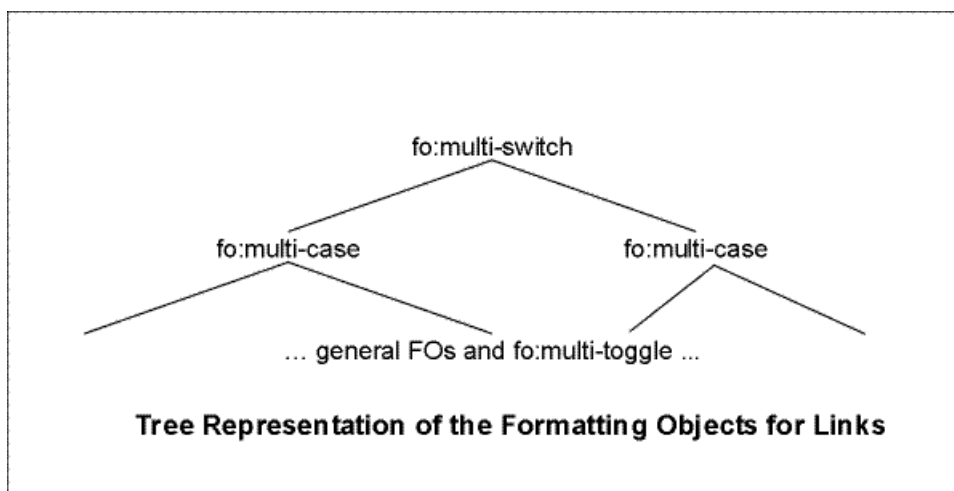 fo:multi-switch
fo:multi-case fo:multi-case
… general FOs and fo:multi-toggle ...
Tree Representation of the Formatting Objects for Links